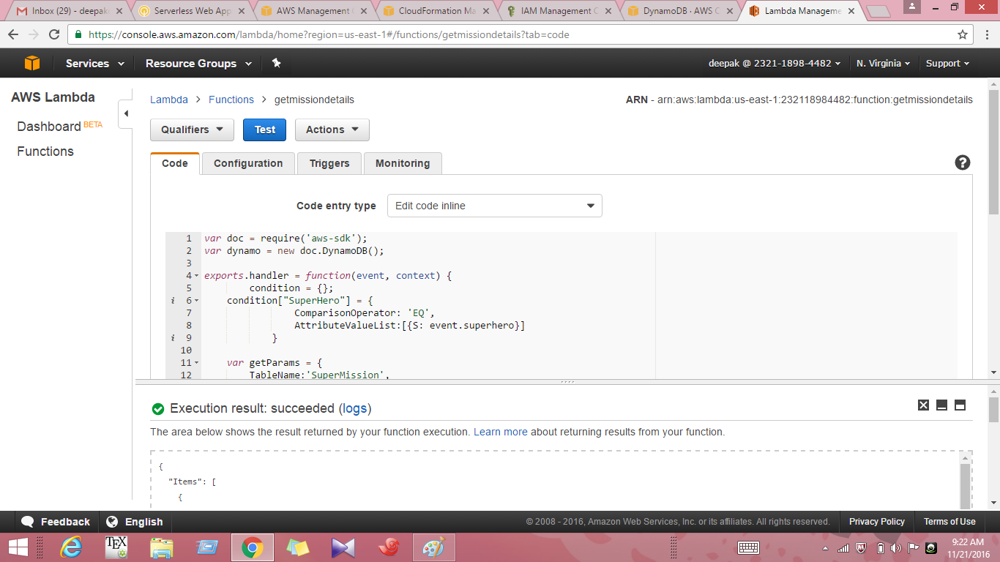 Inbox (29) - deepak
Serverless Web App
AWS Management C
CloudFormation Ma
IAM Management C
DynamoDB · AWS C
Lambda Manageme
https://console.aws.amazon.com/lambda/home?region=us-east-1#/functions/getmissiondetails?tab=code
Services
Resource Groups
deepak @ 2321-1898-4482
N. Virginia
Support
AWS Lambda
Dashboard BETA
Functions
Lambda > Functions > getmissiondetails
ARN - arn:aws:lambda:us-east-1:232118984482:function:getmissiondetails
Qualifiers
Test
Actions
Code
Configuration
Triggers
Monitoring
?
Code entry type
Edit code inline
1 var doc = require('aws-sdk');
2 var dynamo = new doc.DynamoDB();
3
4 exports.handler = function(event, context) {
5 condition = {};
i 6 condition["SuperHero"] = {
7 ComparisonOperator: 'EQ',
8 AttributeValueList:[{S: event.superhero}]
i 9 }
10
11 var getParams = {
12 TableName:'SuperMission',
Execution result: succeeded (logs)
The area below shows the result returned by your function execution. Learn more about returning results from your function.
{
"Items": [
{
Feedback
English
© 2008 - 2016, Amazon Web Services, Inc. or its affiliates. All rights reserved.
Privacy Policy
Terms of Use
TEX
9:22 AM
11/21/2016